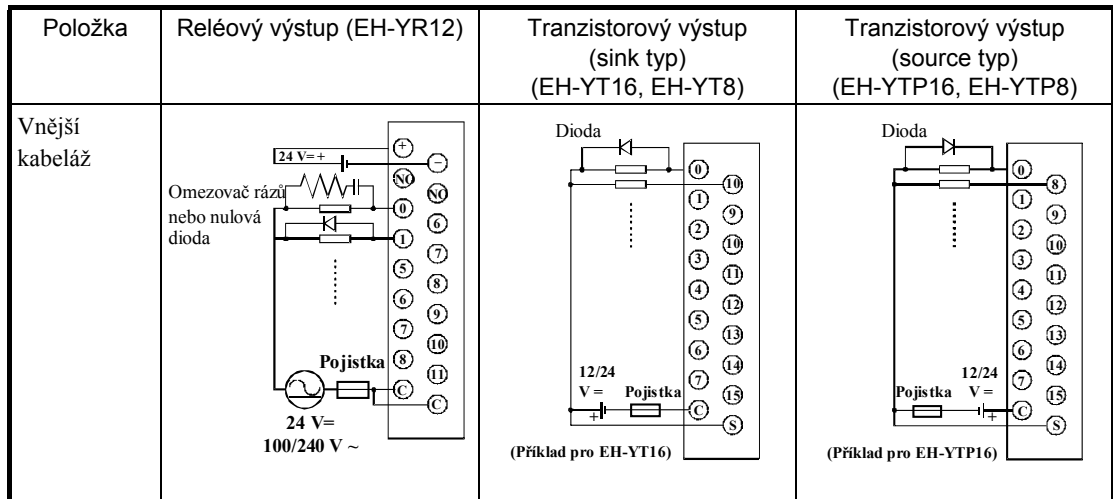 Položka
Reléový výstup (EH-YR12)
Tranzistorový výstup
(sink typ)
(EH-YT16, EH-YT8)
Tranzistorový výstup
(source typ)
(EH-YTP16, EH-YTP8)
Vnější
kabeláž
24 V= +
Omezovač rázů
nebo nulová
dioda
+
NO
0
1
5
6
7
8
C
−
NO
6
7
8
9
10
11
C
Pojistka
24 V=
100/240 V ~
Dioda
0
1
2
3
4
5
6
7
C
10
9
10
11
12
13
14
15
S
12/24
V =
Pojistka
+
(Příklad pro EH-YT16)
Dioda
0
1
2
3
4
5
6
7
C
8
9
10
11
12
13
14
15
S
12/24
Pojistka V =
+
(Příklad pro EH-YTP16)